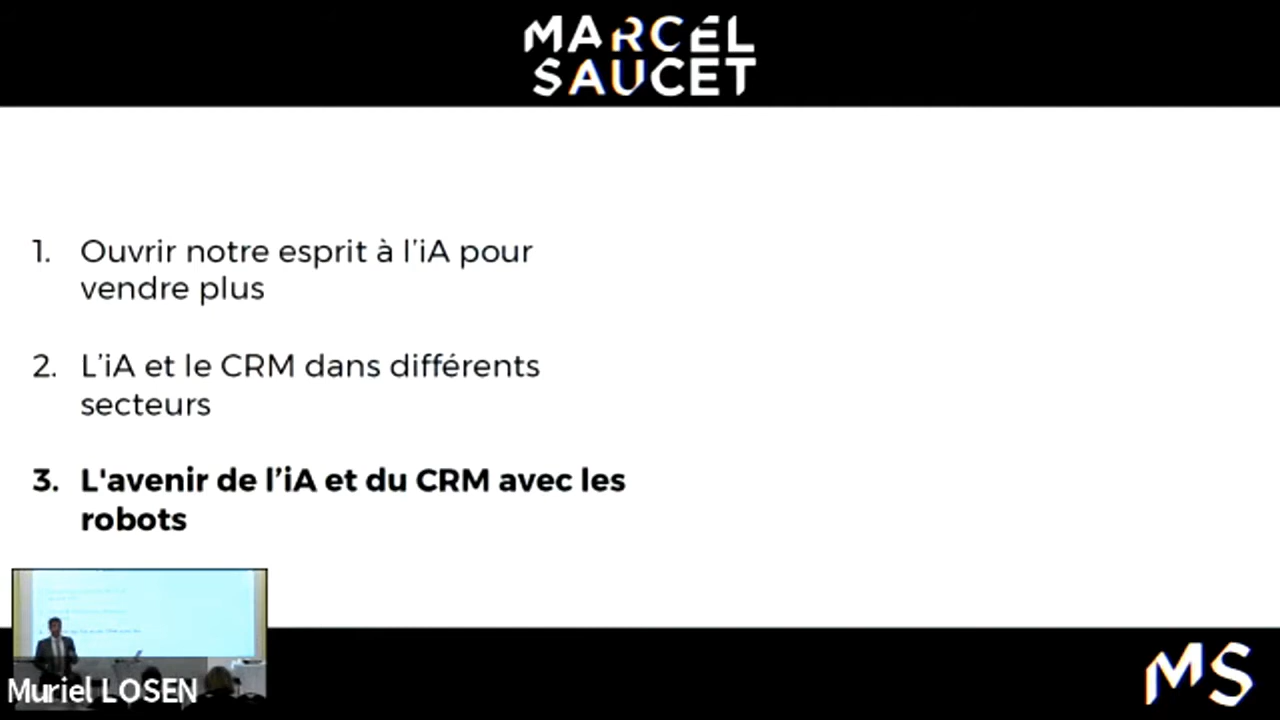 MARCEL
SAUCET
1. Ouvrir notre esprit à l'iA pour
vendre plus
2. L'iA et le CRM dans différents
secteurs
3. L'avenir de l'iA et du CRM avec les
robots
Muriel LOSEN
MS